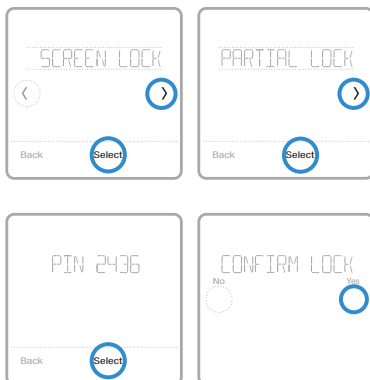 SCREEN LOCK
Back Select
PARTIAL LOCK
Back Select
PIN 2436
Back Select
CONFIRM LOCK
No Yes